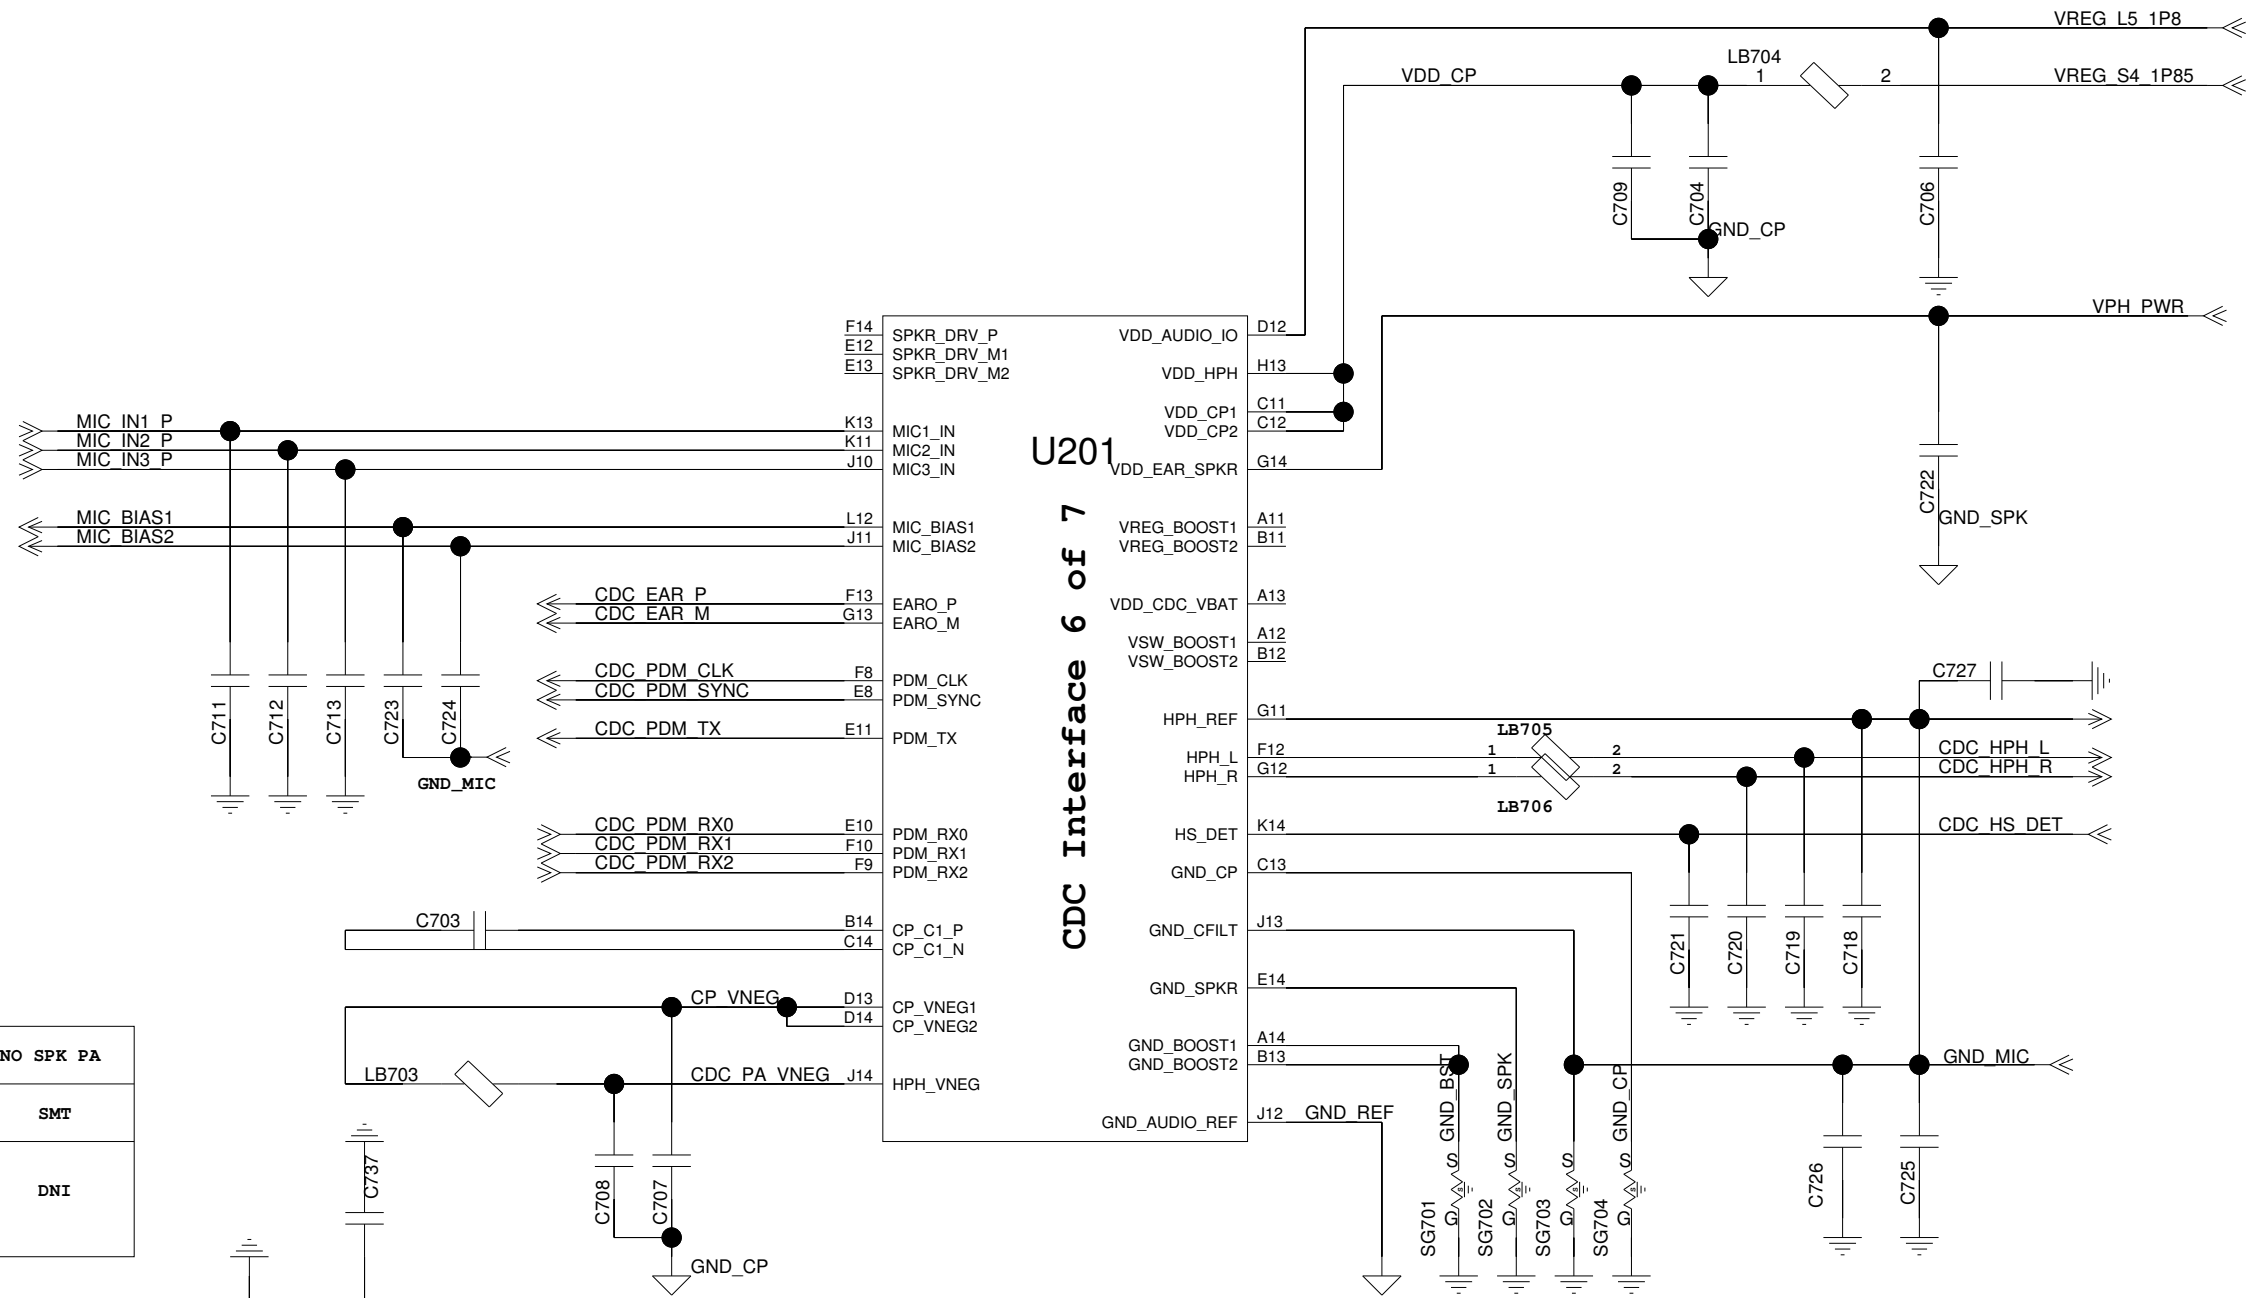 VREG_L5_1P8
LB704
VDD_CP 1 2 VREG_S4_1P85
C709 C704 C706
GND_CP
VPH_PWR
F14 SPKR_DRV_P VDD_AUDIO_IO D12
E12 SPKR_DRV_M1
E13 SPKR_DRV_M2 VDD_HPH H13
VDD_CP1 C11
MIC_IN1_P K13 MIC1_IN VDD_CP2 C12
MIC_IN2_P K11 MIC2_IN U201
MIC_IN3_P J10 MIC3_IN VDD_EAR_SPKR G14
C722
GND_SPK
MIC_BIAS1 L12 MIC_BIAS1 VREG_BOOST1 A11
MIC_BIAS2 J11 MIC_BIAS2 VREG_BOOST2 B11
CDC Interface 6 of 7
CDC_EAR_P F13 EARO_P VDD_CDC_VBAT A13
CDC_EAR_M G13 EARO_M
VSW_BOOST1 A12
VSW_BOOST2 B12
CDC_PDM_CLK F8 PDM_CLK C727
CDC_PDM_SYNC E8 PDM_SYNC
C711 C712 C713 C723 C724
HPH_REF G11
CDC_PDM_TX E11 PDM_TX LB705
HPH_L F12 1 2 CDC_HPH_L
HPH_R G12 1 2 CDC_HPH_R
GND_MIC LB706
CDC_PDM_RX0 E10 PDM_RX0 HS_DET K14 CDC_HS_DET
CDC_PDM_RX1 F10 PDM_RX1
CDC_PDM_RX2 F9 PDM_RX2 GND_CP C13
C703 B14 CP_C1_P GND_CFILT J13
C14 CP_C1_N
C721 C720 C719 C718
GND_SPKR E14
CP_VNEG D13 CP_VNEG1
D14 CP_VNEG2
GND_BOOST1 A14
GND_BOOST2 B13 GND_MIC
NO SPK PA
LB703 CDC_PA_VNEG J14 HPH_VNEG
GND_BST GND_SPK GND_CP
SMT
GND_AUDIO_REF J12 GND_REF
C737
S S S S
s s s s
DNI
C708 C707
G G G G
SG701 SG702 SG703 SG704
C726 C725
GND_CP